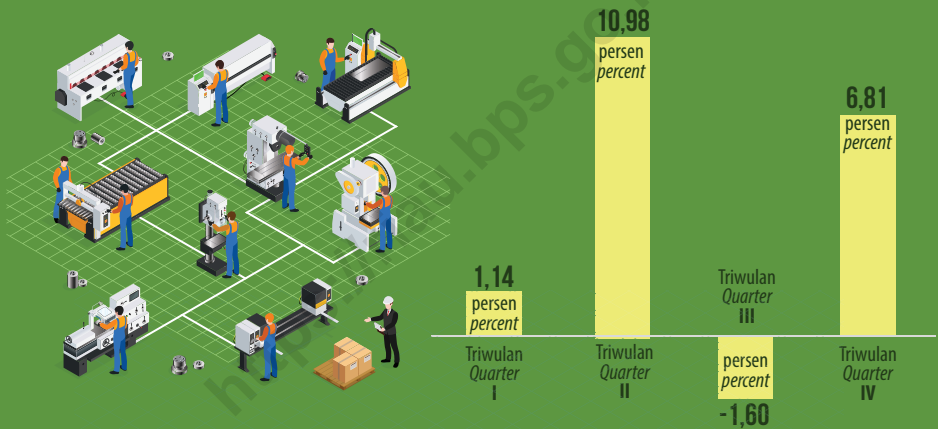 10,98
persen
percent
6,81
persen
percent
1,14
persen
percent
Triwulan
Quarter
III
Triwulan
Quarter
I
Triwulan
Quarter
II
persen
percent
-1,60
Triwulan
Quarter
IV